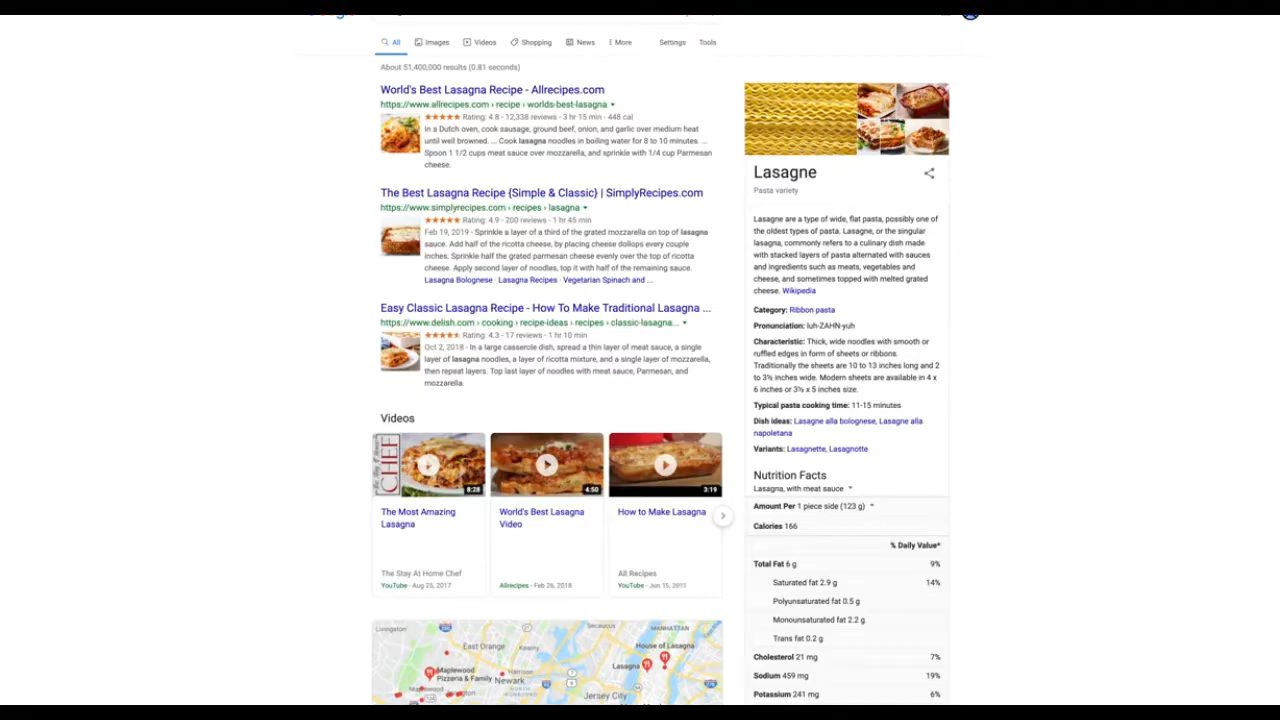 All Images Videos Shopping News More Settings Tools
About 51,400,000 results (0.81 seconds)
World's Best Lasagna Recipe - Allrecipes.com
https://www.allrecipes.com › recipe › worlds-best-lasagna
Rating: 4.8 - 12,338 reviews - 3 hr 15 min - 448 cal
In a Dutch oven, cook sausage, ground beef, onion, and garlic over medium heat
until well browned. ... Cook lasagna noodles in boiling water for 8 to 10 minutes. ...
Spoon 1 1/2 cups meat sauce over mozzarella, and sprinkle with 1/4 cup Parmesan
cheese.
The Best Lasagna Recipe {Simple & Classic} | SimplyRecipes.com
https://www.simplyrecipes.com › recipes › lasagna
Rating: 4.9 - 200 reviews - 1 hr 45 min
Feb 19, 2019 - Sprinkle a layer of a third of the grated mozzarella on top of lasagna
sauce. Add half of the ricotta cheese, by placing cheese dollops every couple
inches. Sprinkle half the grated parmesan cheese evenly over the top of ricotta
cheese. Apply second layer of noodles, top it with half of the remaining sauce.
Lasagna Bolognese · Lasagna Recipes · Vegetarian Spinach and ...
Easy Classic Lasagna Recipe - How To Make Traditional Lasagna ...
https://www.delish.com › cooking › recipe-ideas › recipes › classic-lasagna...
Rating: 4.3 - 17 reviews - 1 hr 10 min
Oct 2, 2018 - In a large casserole dish, spread a thin layer of meat sauce, a single
layer of lasagna noodles, a layer of ricotta mixture, and a single layer of mozzarella,
then repeat layers. Top last layer of noodles with meat sauce, Parmesan, and
mozzarella.
Videos
CHEF
8:28
4:50
3:19
The Most Amazing
Lasagna
The Stay At Home Chef
YouTube - Aug 25, 2017
World's Best Lasagna
Video
Allrecipes - Feb 26, 2018
How to Make Lasagna
All Recipes
YouTube - Jun 15, 2011
Livingston
Secaucus
MANHATTAN
East Orange
Kearny
House of Lasagna
Lasagna
Maplewood
Pizzeria & Family
Harrison
Newark
Maplewood
Irvington
Jersey City
Lasagne
Pasta variety
Lasagne are a type of wide, flat pasta, possibly one of
the oldest types of pasta. Lasagne, or the singular
lasagna, commonly refers to a culinary dish made
with stacked layers of pasta alternated with sauces
and ingredients such as meats, vegetables and
cheese, and sometimes topped with melted grated
cheese. Wikipedia
Category: Ribbon pasta
Pronunciation: luh-ZAHN-yuh
Characteristic: Thick, wide noodles with smooth or
ruffled edges in form of sheets or ribbons.
Traditionally the sheets are 10 to 13 inches long and 2
to 3½ inches wide. Modern sheets are available in 4 x
6 inches or 3½ x 5 inches size.
Typical pasta cooking time: 11-15 minutes
Dish ideas: Lasagne alla bolognese, Lasagne alla
napoletana
Variants: Lasagnette, Lasagnotte
Nutrition Facts
Lasagna, with meat sauce
Amount Per 1 piece side (123 g)
Calories 166
% Daily Value*
Total Fat 6 g 9%
Saturated fat 2.9 g 14%
Polyunsaturated fat 0.5 g
Monounsaturated fat 2.2 g
Trans fat 0.2 g
Cholesterol 21 mg 7%
Sodium 459 mg 19%
Potassium 241 mg 6%